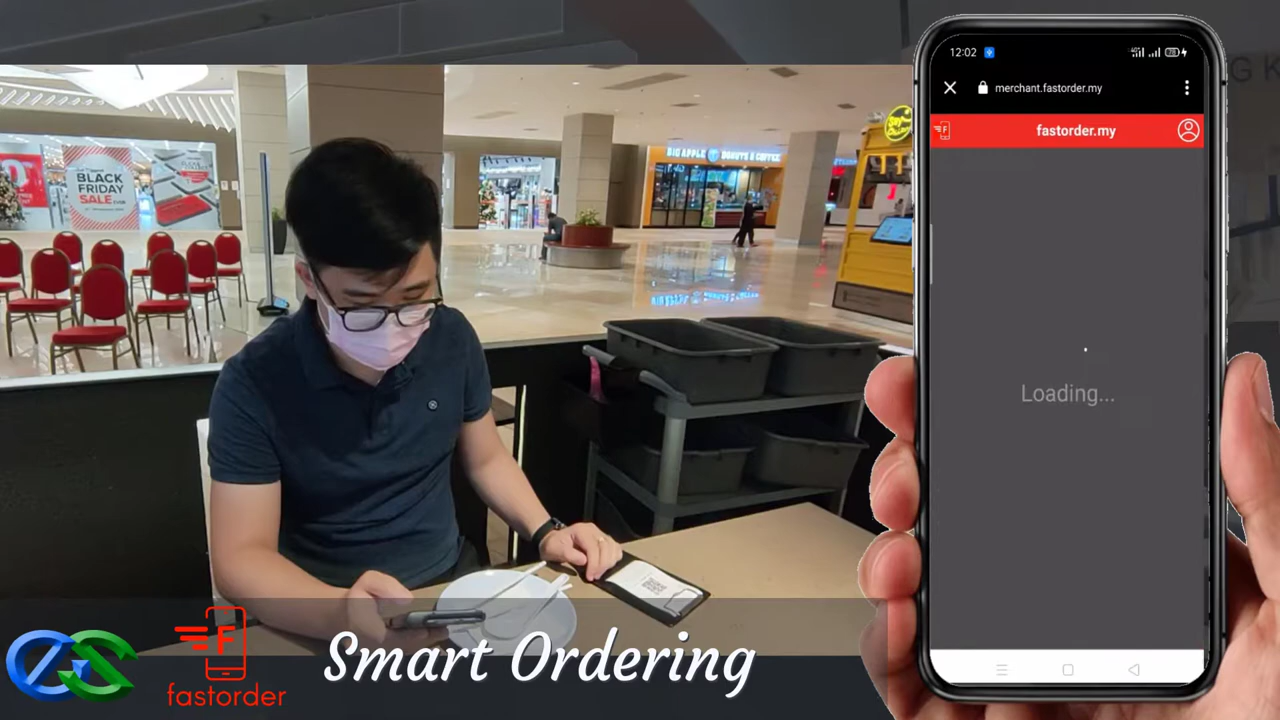 12:02
merchant.fastorder.my
fastorder.my
Loading...
BLACK
FRIDAY
SALE
BIG APPLE DONUTS & COFFEE
F
fastorder
Smart Ordering